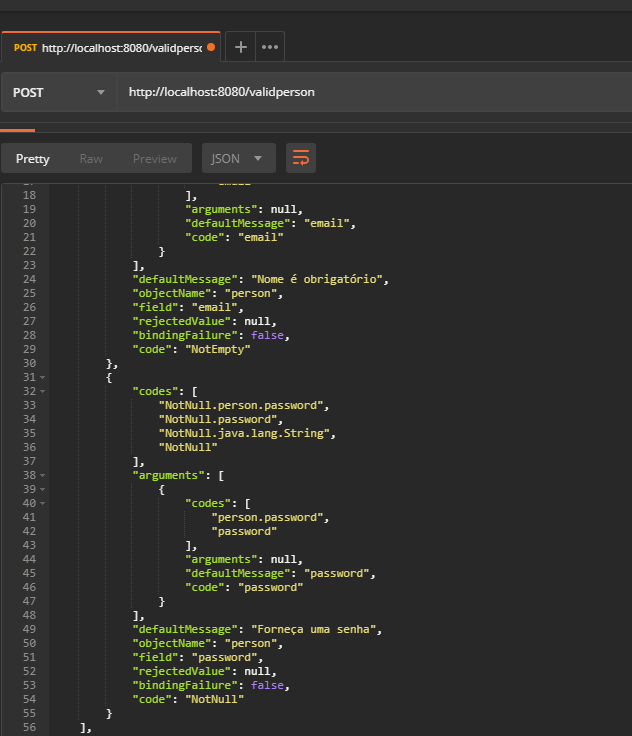 POST http://localhost:8080/validperso
POST http://localhost:8080/validperson
Pretty Raw Preview JSON
18 ],
19 "arguments": null,
20 "defaultMessage": "email",
21 "code": "email"
22 }
23 ],
24 "defaultMessage": "Nome é obrigatório",
25 "objectName": "person",
26 "field": "email",
27 "rejectedValue": null,
28 "bindingFailure": false,
29 "code": "NotEmpty"
30 },
31 {
32 "codes": [
33 "NotNull.person.password",
34 "NotNull.password",
35 "NotNull.java.lang.String",
36 "NotNull"
37 ],
38 "arguments": [
39 {
40 "codes": [
41 "person.password",
42 "password"
43 ],
44 "arguments": null,
45 "defaultMessage": "password",
46 "code": "password"
47 }
48 ],
49 "defaultMessage": "Forneça uma senha",
50 "objectName": "person",
51 "field": "password",
52 "rejectedValue": null,
53 "bindingFailure": false,
54 "code": "NotNull"
55 }
56 ],